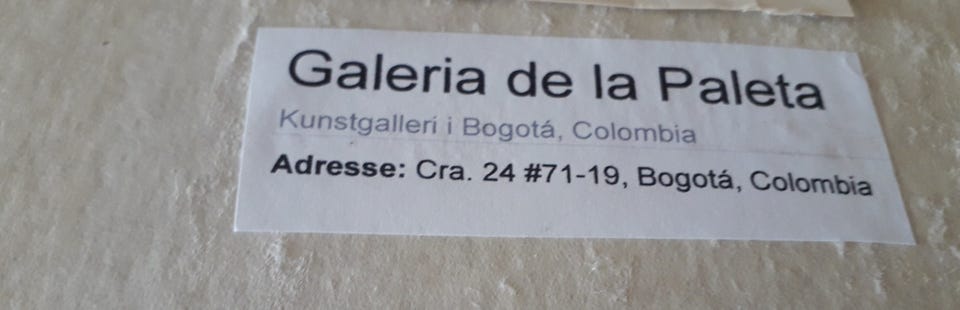 Galeria de la Paleta
Kunstgalleri i Bogotá, Colombia
Adresse: Cra. 24 #71-19, Bogotá, Colombia